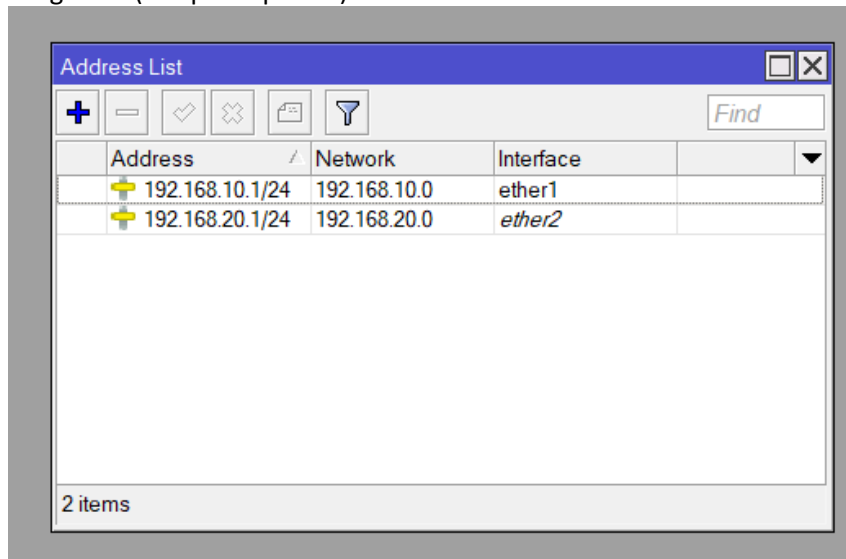 Address List
Find
Address Network Interface
192.168.10.1/24 192.168.10.0 ether1
192.168.20.1/24 192.168.20.0 ether2
2 items